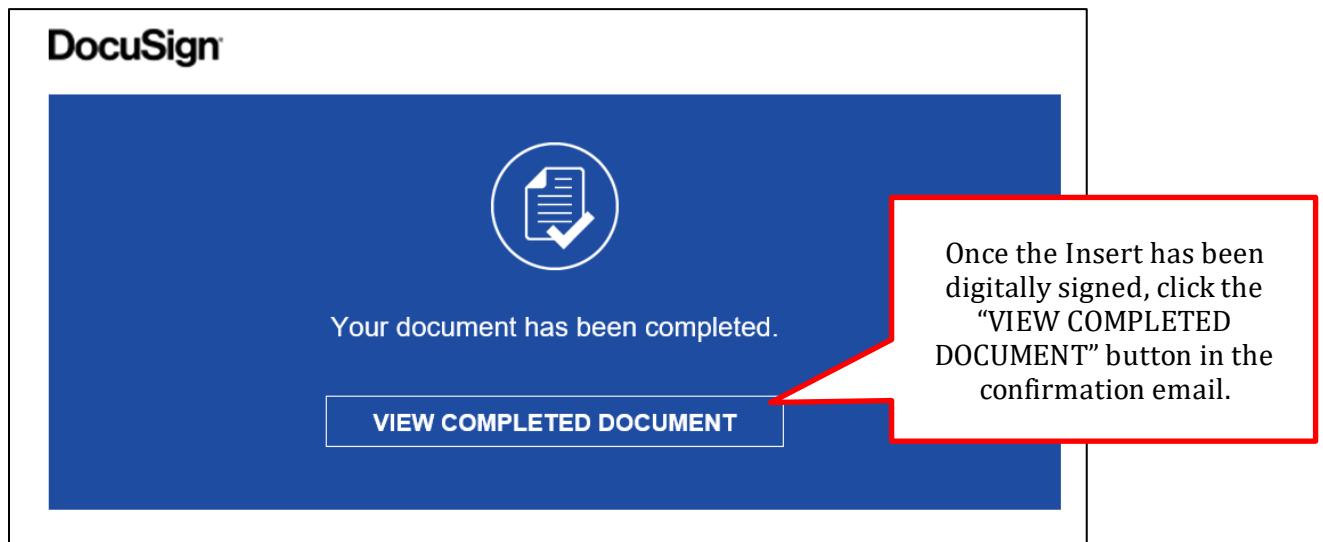 DocuSign
Your document has been completed.
VIEW COMPLETED DOCUMENT
Once the Insert has been
digitally signed, click the
“VIEW COMPLETED
DOCUMENT” button in the
confirmation email.